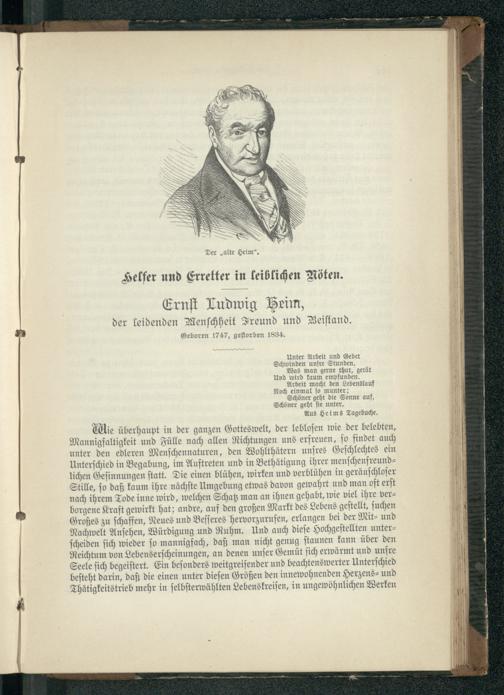 Der „alte Heim“.
Helfer und Erretter in leiblichen Nöten.
Ernst Ludwig Heim,
der leidenden Menschheit Freund und Beistand.
Geboren 1747, gestorben 1834.
Unter Arbeit und Gebet
Schwinden unsre Stunden,
Was man gerne thut, gerät
Und wird kaum empfunden.
Arbeit macht den Lebenslauf
Noch einmal so munter;
Schöner geht die Sonne auf,
Schöner geht sie unter.
Aus Heims Tagebuche.
Wie überhaupt in der ganzen Gotteswelt, der leblosen wie der belebten,
Mannigfaltigkeit und Fülle nach allen Richtungen uns erfreuen, so findet auch
unter den edleren Menschennaturen, den Wohlthätern unsres Geschlechtes ein
Unterschied in Begabung, im Auftreten und in Bethätigung ihrer menschenfreund-
lichen Gesinnungen statt. Die einen blühen, wirken und verblühen in geräuschloser
Stille, so daß kaum ihre nächste Umgebung etwas davon gewahrt und man oft erst
nach ihrem Tode inne wird, welchen Schatz man an ihnen gehabt, wie viel ihre ver-
borgene Kraft gewirkt hat; andre, auf den großen Markt des Lebens gestellt, suchen
Großes zu schaffen, Neues und Besseres hervorzurufen, erlangen bei der Mit- und
Nachwelt Ansehen, Würdigung und Ruhm. Und auch diese Hochgestellten unter-
scheiden sich wieder so mannigfach, daß man nicht genug staunen kann über den
Reichtum von Lebenserscheinungen, an denen unser Gemüt sich erwärmt und unsre
Seele sich begeistert. Ein besonders weitgreifender und beachtenswerter Unterschied
besteht darin, daß die einen unter diesen Größen den innewohnenden Herzens- und
Thätigkeitstrieb mehr in selbsterwählten Lebenskreisen, in ungewöhnlichen Werken